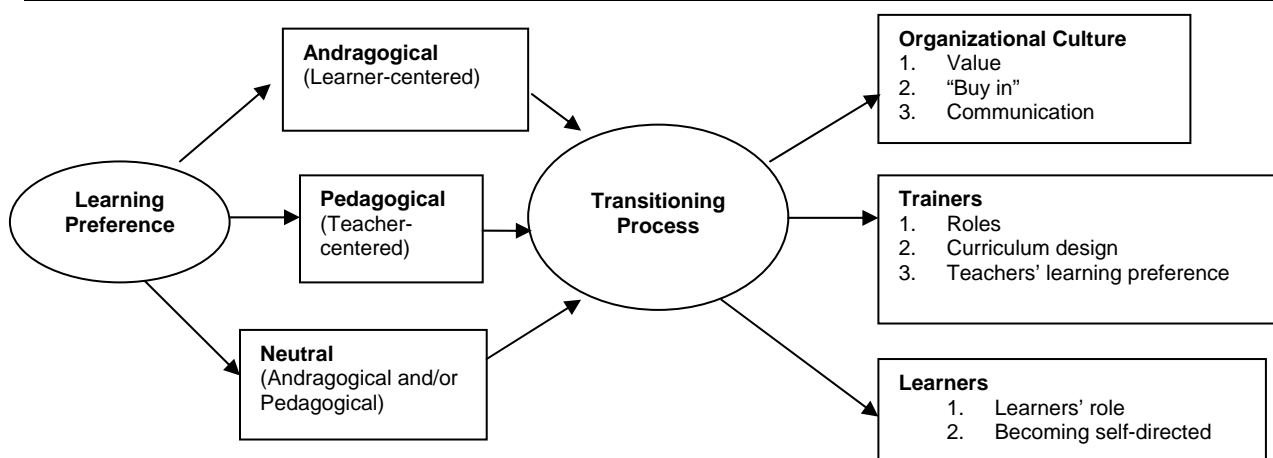 Learning
Preference
Andragogical
(Learner-centered)
Pedagogical
(Teacher-
centered)
Neutral
(Andragogical and/or
Pedagogical)
Transitioning
Process
Organizational Culture
1. Value
2. “Buy in”
3. Communication
Trainers
1. Roles
2. Curriculum design
3. Teachers’ learning preference
Learners
1. Learners’ role
2. Becoming self-directed